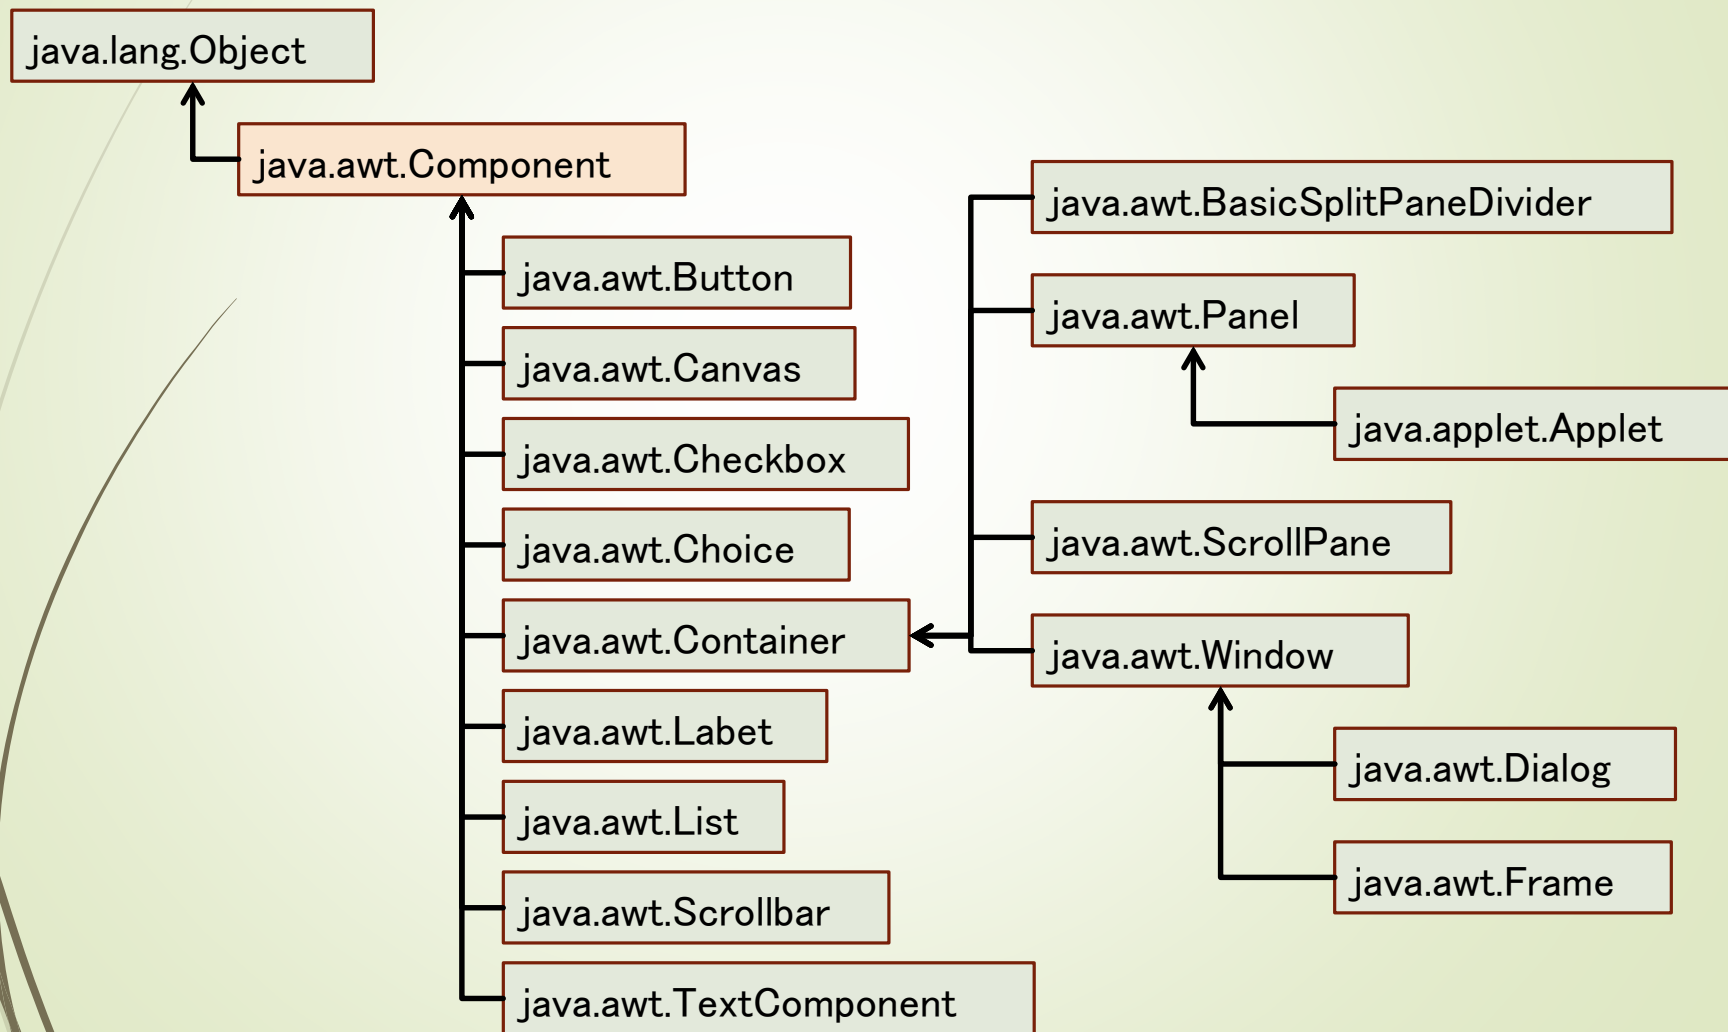 java.lang.Object
java.awt.Component
java.awt.Button
java.awt.Canvas
java.awt.Checkbox
java.awt.Choice
java.awt.Container
java.awt.Labet
java.awt.List
java.awt.Scrollbar
java.awt.TextComponent
java.awt.BasicSplitPaneDivider
java.awt.Panel
java.applet.Applet
java.awt.ScrollPane
java.awt.Window
java.awt.Dialog
java.awt.Frame